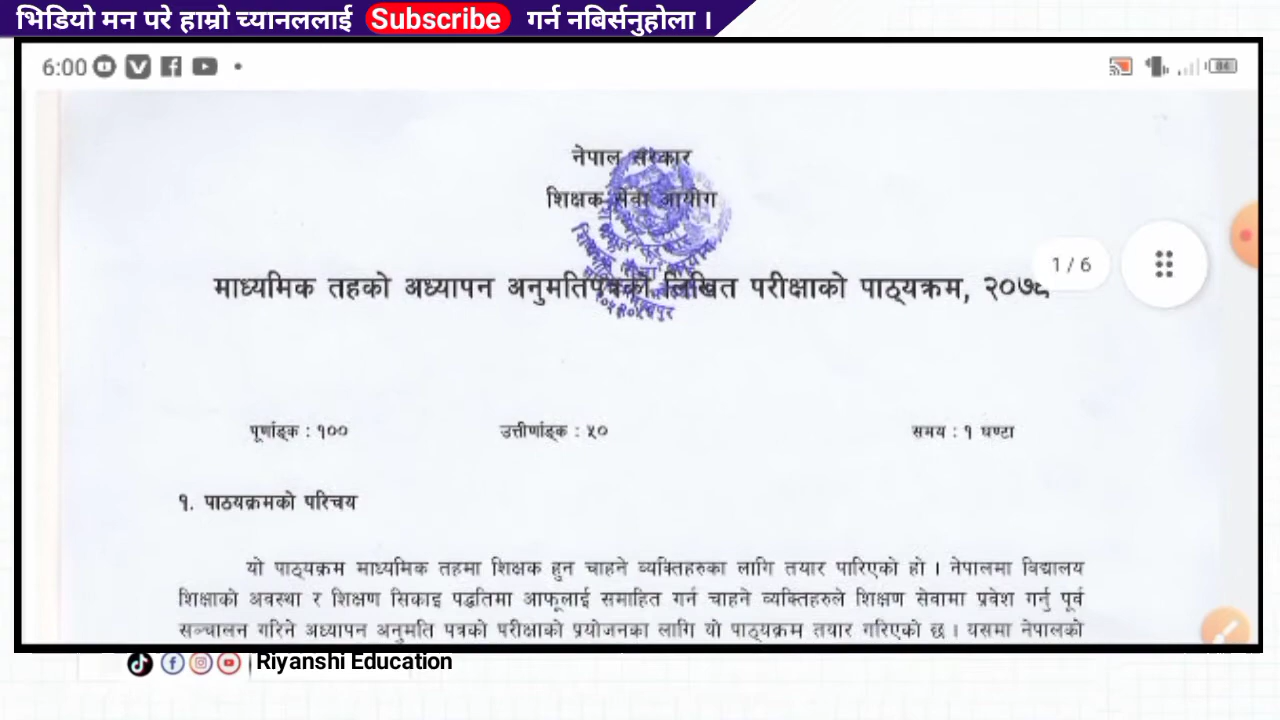 भिडियो मन परे हाम्रो च्यानललाई Subscribe गर्न नबिर्सनुहोला ।
6:00
84
नेपाल सरकार
शिक्षक सेवा आयोग
1 / 6
माध्यमिक तहको अध्यापन अनुमतिपत्रको लिखित परीक्षाको पाठ्यक्रम,
पूर्णाङ्क : १००
उत्तीर्णाङ्क : ५०
समय : १ घण्टा
१. पाठयक्रमको परिचय
यो पाठ्यक्रम माध्यमिक तहमा शिक्षक हुन चाहने व्यक्तिहरुका लागि तयार पारिएको हो । नेपालमा विद्यालय
शिक्षाको अवस्था र शिक्षण सिकाइ पद्धतिमा आफूलाई समाहित गर्न चाहने व्यक्तिहरुले शिक्षण सेवामा प्रवेश गर्नु पूर्व
सञ्चालन गरिने अध्यापन अनुमति पत्रको परीक्षाको प्रयोजनका लागि यो पाठ्यक्रम तयार गरिएको छ । यसमा नेपालको
Riyanshi Education